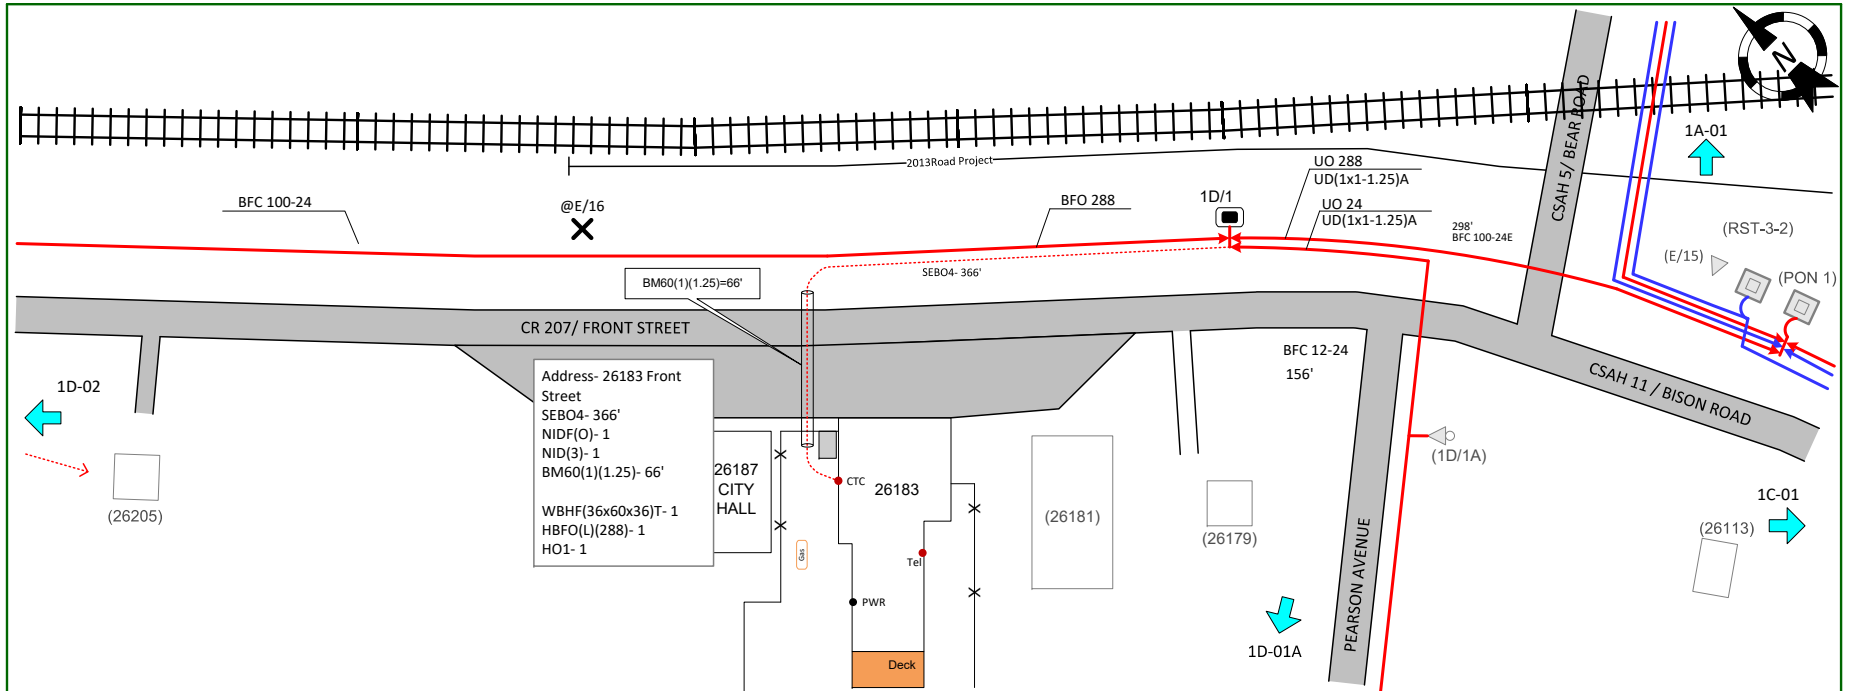 N
1A-01
CSAH 5/ BEAR ROAD
2013Road Project
UO 288
UD(1x1-1.25)A
1D/1
BFC 100-24
@E/16
BFO 288
UO 24
UD(1x1-1.25)A
298'
BFC 100-24E
(RST-3-2)
(E/15)
(PON 1)
SEBO4- 366'
BM60(1)(1.25)=66'
CR 207/ FRONT STREET
BFC 12-24
156'
CSAH 11 / BISON ROAD
1D-02
Address- 26183 Front
Street
SEBO4- 366'
NIDF(O)- 1
NID(3)- 1
BM60(1)(1.25)- 66'
WBHF(36x60x36)T- 1
HBFO(L)(288)- 1
HO1- 1
26187
CITY
HALL
CTC
26183
(1D/1A)
1C-01
(26205)
(26181)
(26179)
(26113)
Gas
Tel
PWR
PEARSON AVENUE
1D-01A
Deck